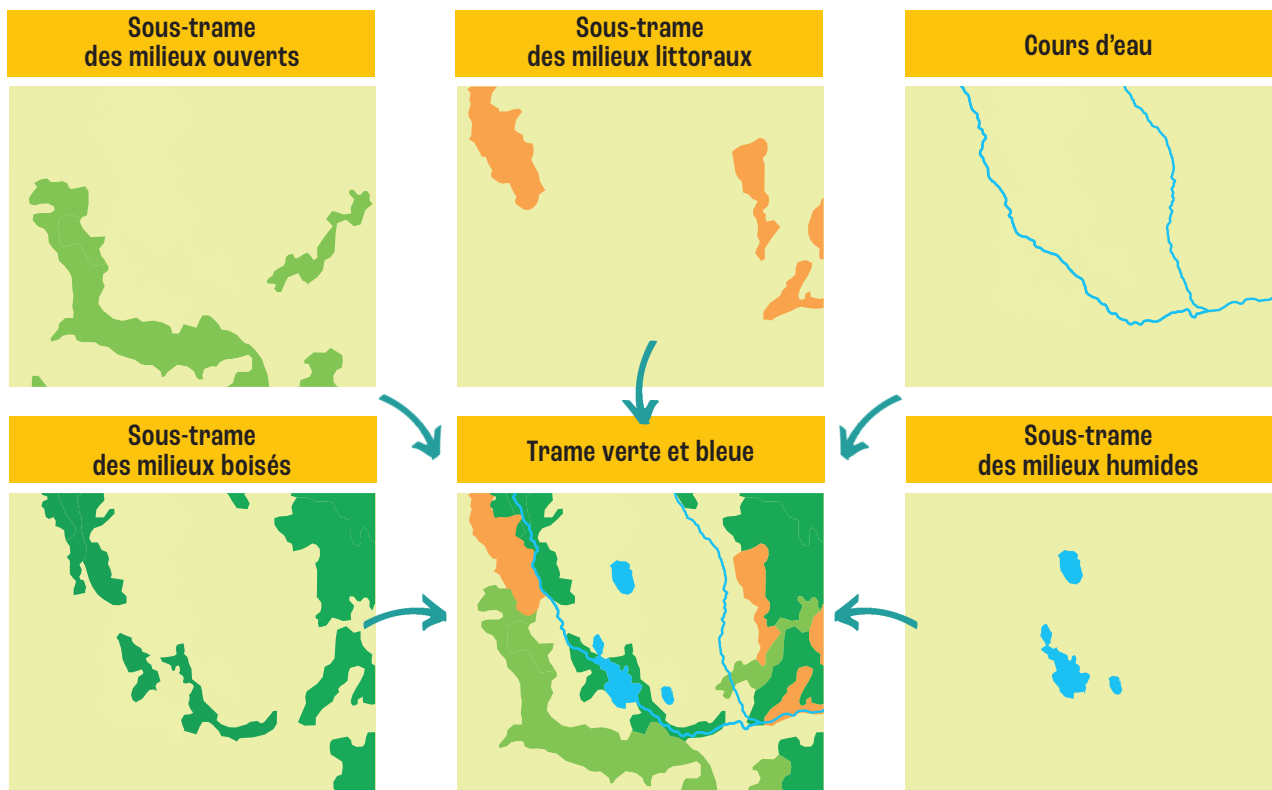 Sous-trame
des milieux ouverts
Sous-trame
des milieux littoraux
Cours d’eau
Sous-trame
des milieux boisés
Trame verte et bleue
Sous-trame
des milieux humides